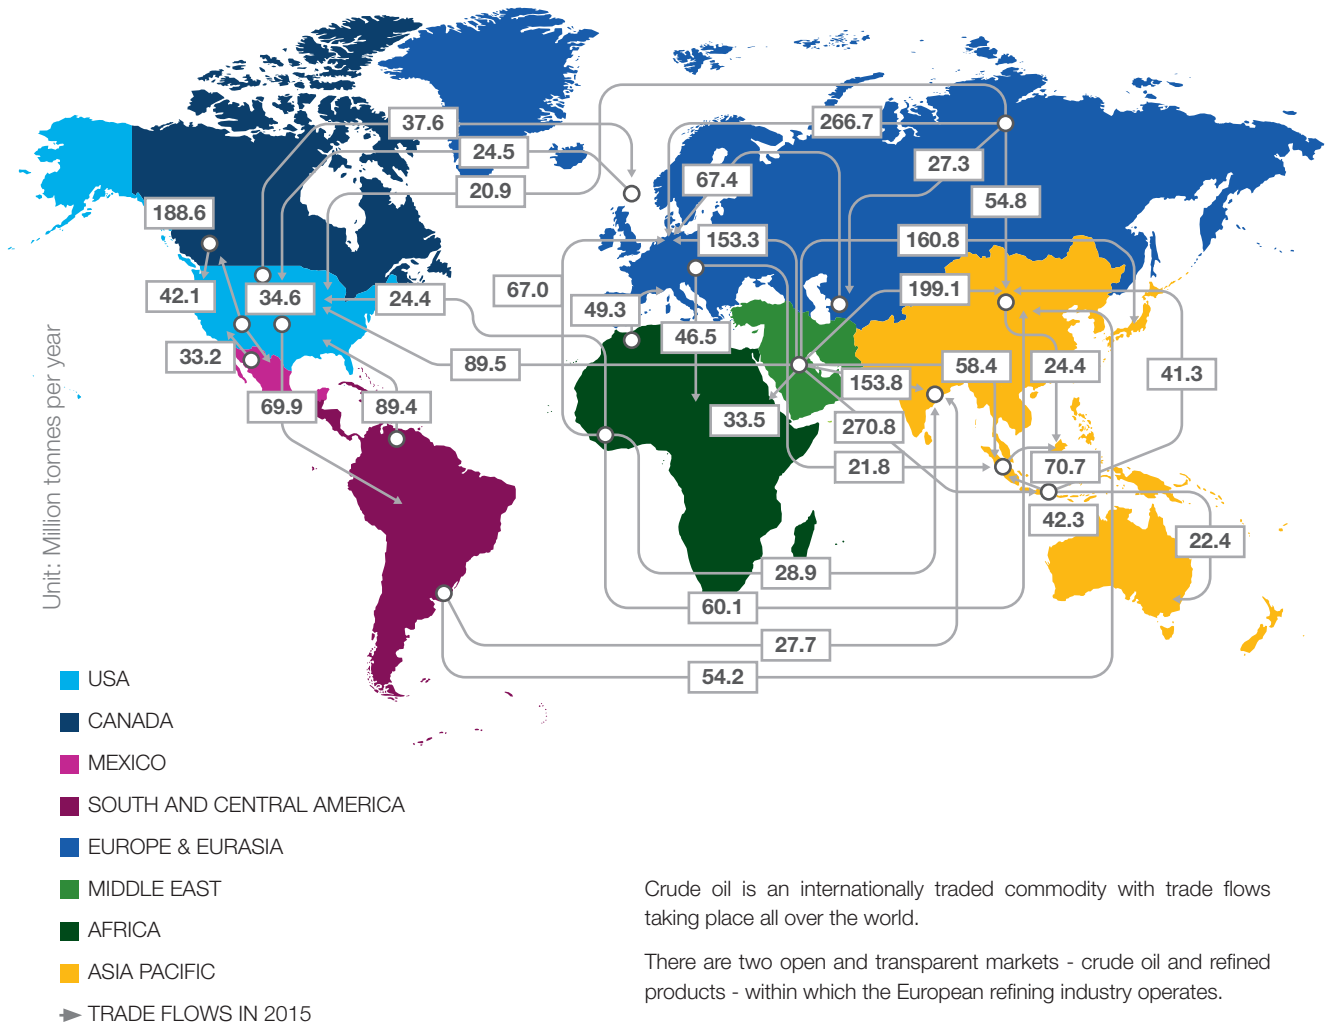 37.6
266.7
24.5
27.3
67.4
20.9
54.8
188.6
153.3
160.8
67.0
199.1
42.1
34.6
24.4
49.3
46.5
33.2
89.5
58.4
24.4
41.3
153.8
69.9
89.4
33.5
270.8
21.8
70.7
42.3
22.4
28.9
60.1
27.7
54.2
Unit: Million tonnes per year
USA
CANADA
MEXICO
SOUTH AND CENTRAL AMERICA
EUROPE & EURASIA
MIDDLE EAST
AFRICA
ASIA PACIFIC
TRADE FLOWS IN 2015
Crude oil is an internationally traded commodity with trade flows
taking place all over the world.
There are two open and transparent markets - crude oil and refined
products - within which the European refining industry operates.